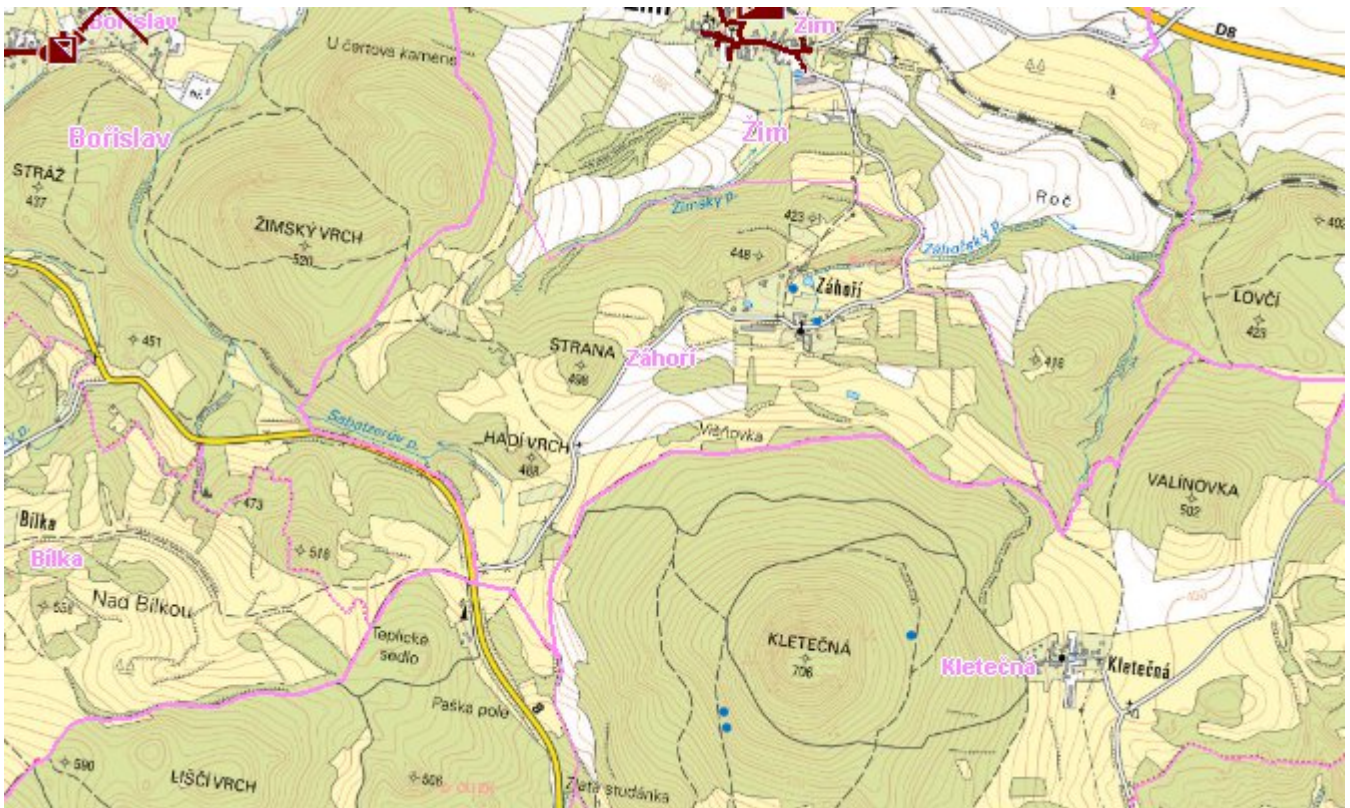 Bořislav
Žim
D8
U čertova kamene
Bořislav
Žim
STRÁŽ
437
ŽIMSKÝ VRCH
520
Žimský p.
423
Roč
402
Záhořský p.
448
Záhoří
LOVČÍ
423
451
STRANA
498
Záhoří
416
Sabatzerův p.
HADÍ VRCH
468
Višňovka
VALÍNOVKA
502
473
Bílka
518
Bílka
Nad Bílkou
558
Teplické
sedlo
KLETEČNÁ
706
Kletečná
Kletečná
Paška pole
8
590
LIŠČÍ VRCH
506
Zlatá studánka